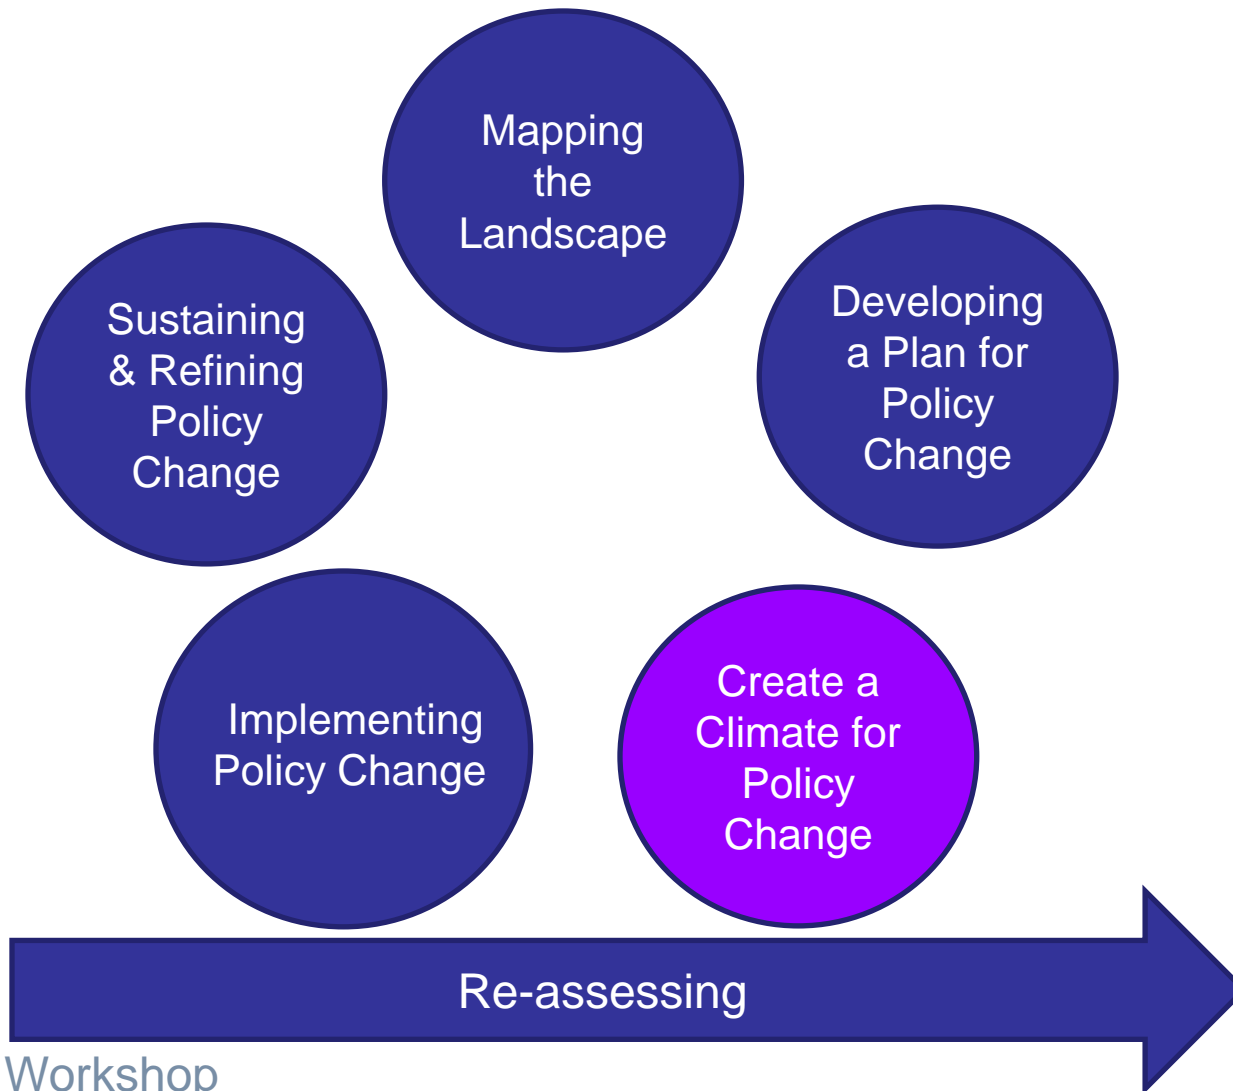 Mapping
the
Landscape
Developing
a Plan for
Policy
Change
Create a
Climate for
Policy
Change
Implementing
Policy Change
Sustaining
& Refining
Policy
Change
Re-assessing
Workshop